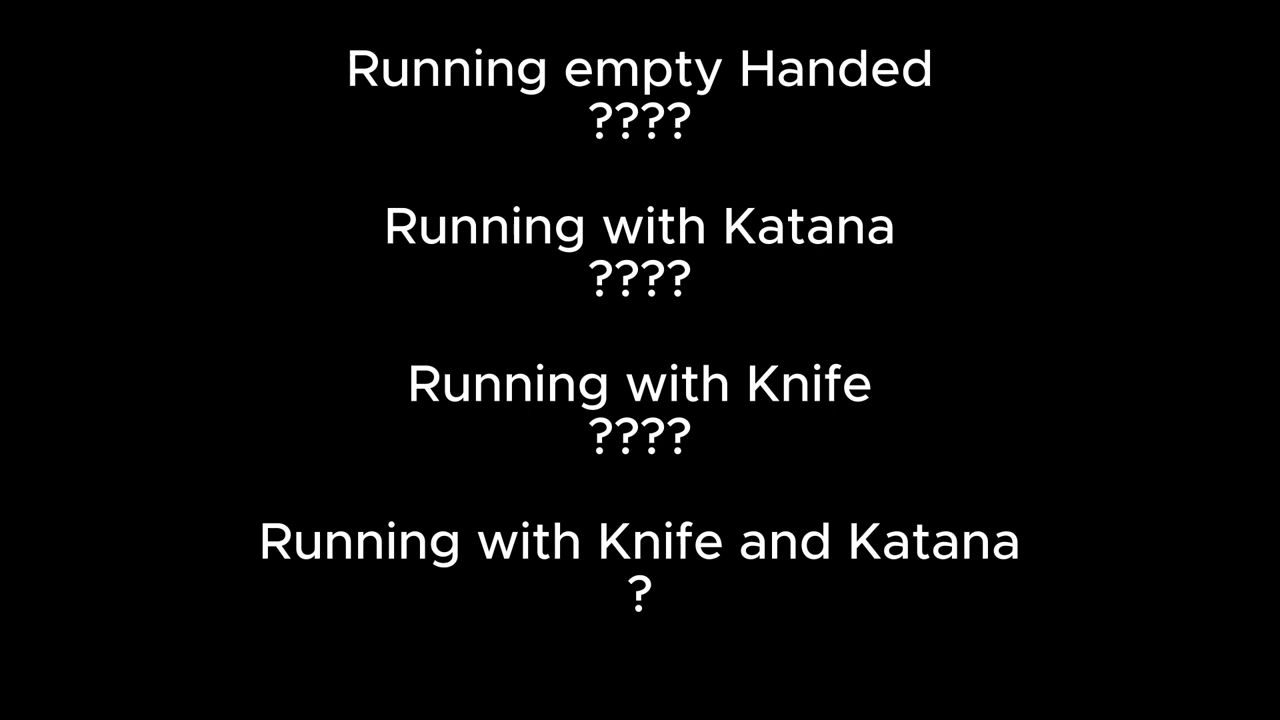 Running empty Handed
????
Running with Katana
????
Running with Knife
????
Running with Knife and Katana
?